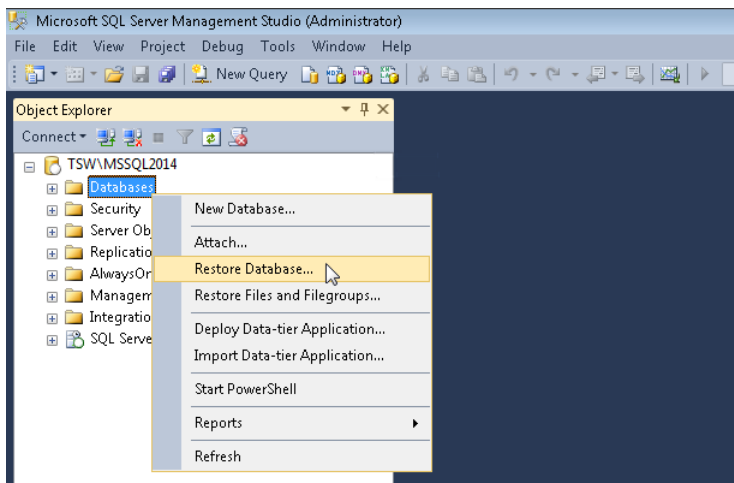 Microsoft SQL Server Management Studio (Administrator)
File Edit View Project Debug Tools Window Help
New Query
Object Explorer
Connect
TSW\MSSQL2014
Databases
Security
Server Ob
Replicatio
AlwaysOn
Managem
Integratio
SQL Serve
New Database...
Attach...
Restore Database...
Restore Files and Filegroups...
Deploy Data-tier Application...
Import Data-tier Application...
Start PowerShell
Reports
Refresh